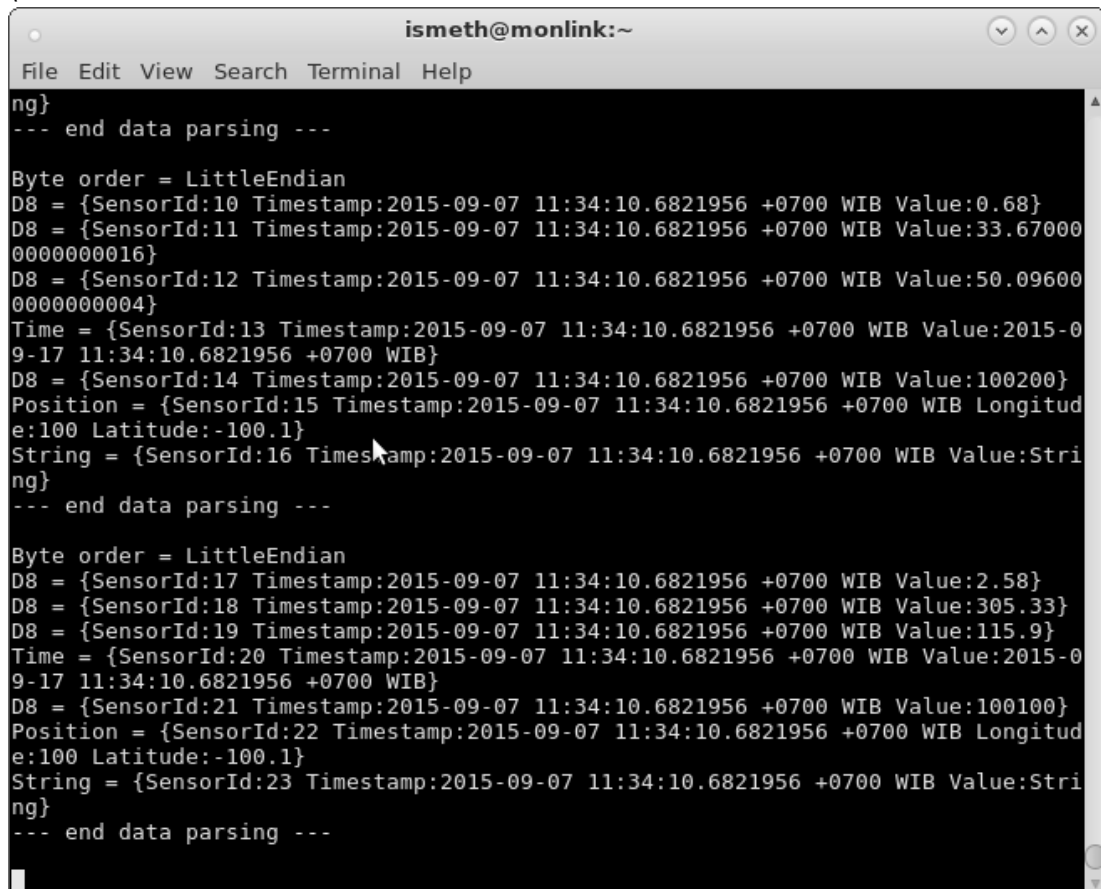 ismeth@monlink:~
File Edit View Search Terminal Help
ng}
--- end data parsing ---
Byte order = LittleEndian
D8 = {SensorId:10 Timestamp:2015-09-07 11:34:10.6821956 +0700 WIB Value:0.68}
D8 = {SensorId:11 Timestamp:2015-09-07 11:34:10.6821956 +0700 WIB Value:33.67000
0000000016}
D8 = {SensorId:12 Timestamp:2015-09-07 11:34:10.6821956 +0700 WIB Value:50.09600
0000000004}
Time = {SensorId:13 Timestamp:2015-09-07 11:34:10.6821956 +0700 WIB Value:2015-0
9-17 11:34:10.6821956 +0700 WIB}
D8 = {SensorId:14 Timestamp:2015-09-07 11:34:10.6821956 +0700 WIB Value:100200}
Position = {SensorId:15 Timestamp:2015-09-07 11:34:10.6821956 +0700 WIB Longitud
e:100 Latitude:-100.1}
String = {SensorId:16 Timestamp:2015-09-07 11:34:10.6821956 +0700 WIB Value:Stri
ng}
--- end data parsing ---
Byte order = LittleEndian
D8 = {SensorId:17 Timestamp:2015-09-07 11:34:10.6821956 +0700 WIB Value:2.58}
D8 = {SensorId:18 Timestamp:2015-09-07 11:34:10.6821956 +0700 WIB Value:305.33}
D8 = {SensorId:19 Timestamp:2015-09-07 11:34:10.6821956 +0700 WIB Value:115.9}
Time = {SensorId:20 Timestamp:2015-09-07 11:34:10.6821956 +0700 WIB Value:2015-0
9-17 11:34:10.6821956 +0700 WIB}
D8 = {SensorId:21 Timestamp:2015-09-07 11:34:10.6821956 +0700 WIB Value:100100}
Position = {SensorId:22 Timestamp:2015-09-07 11:34:10.6821956 +0700 WIB Longitud
e:100 Latitude:-100.1}
String = {SensorId:23 Timestamp:2015-09-07 11:34:10.6821956 +0700 WIB Value:Stri
ng}
--- end data parsing ---